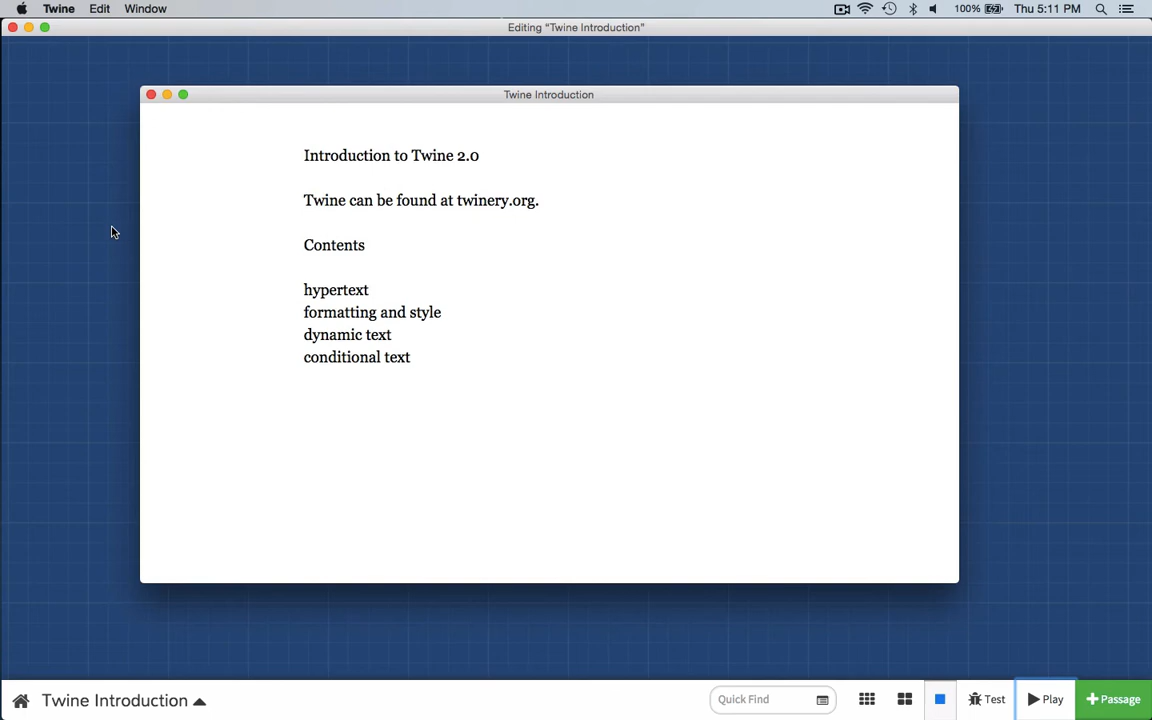 Twine Edit Window 100% Thu 5:11 PM
Editing "Twine Introduction"
Twine Introduction
Introduction to Twine 2.0
Twine can be found at twinery.org.
Contents
hypertext
formatting and style
dynamic text
conditional text
Twine Introduction Quick Find Test Play Passage